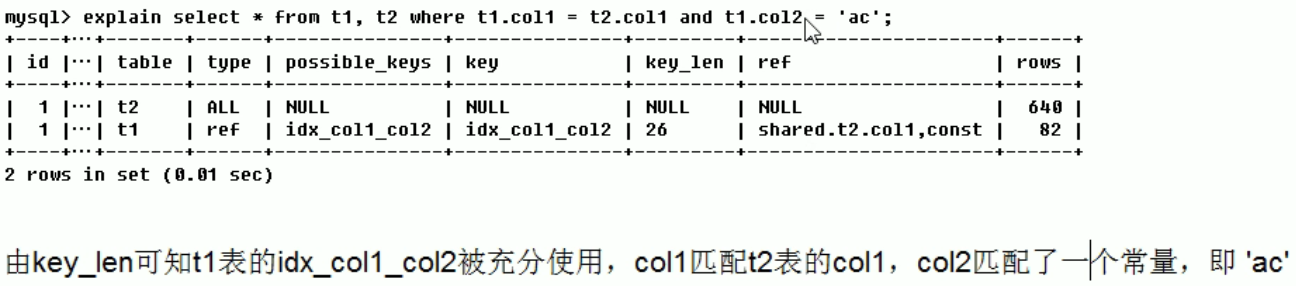 mysql> explain select * from t1, t2 where t1.col1 = t2.col1 and t1.col2 = 'ac';
+----+...+-------+------+---------------+---------------+---------+----------------------+------+
| id |...| table | type | possible_keys | key | key_len | ref | rows |
+----+...+-------+------+---------------+---------------+---------+----------------------+------+
| 1 |...| t2 | ALL | NULL | NULL | NULL | NULL | 640 |
| 1 |...| t1 | ref | idx_col1_col2 | idx_col1_col2 | 26 | shared.t2.col1,const | 82 |
+----+...+-------+------+---------------+---------------+---------+----------------------+------+
2 rows in set (0.01 sec)
由key_len可知t1表的idx_col1_col2被充分使用，col1匹配t2表的col1，col2匹配了一个常量，即 'ac'